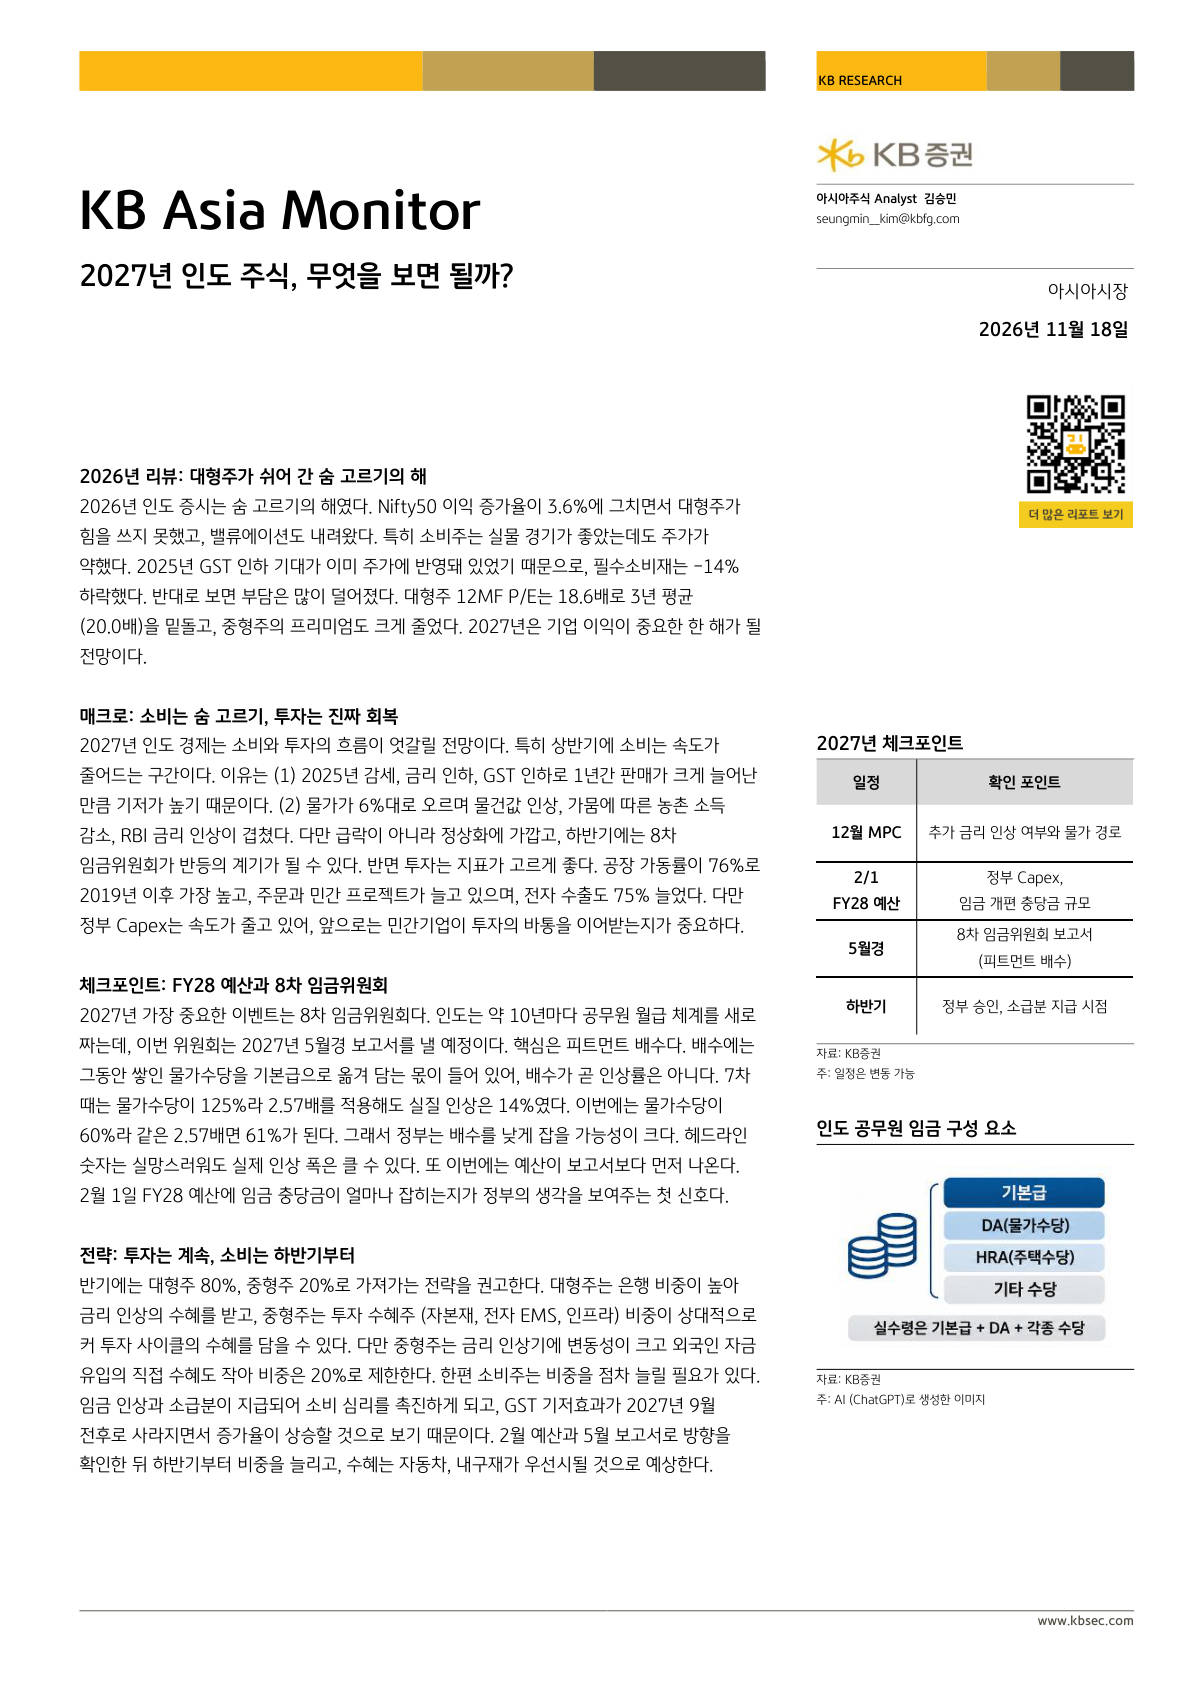 KB RESEARCH
KB증권
아시아주식 Analyst 김승민
seungmin__kim@kbfg.com
KB Asia Monitor
2027년 인도 주식, 무엇을 보면 될까?
아시아시장
2026년 11월 18일
더 많은 리포트 보기
2026년 리뷰: 대형주가 쉬어 간 숨 고르기의 해
2026년 인도 증시는 숨 고르기의 해였다. Nifty50 이익 증가율이 3.6%에 그치면서 대형주가
힘을 쓰지 못했고, 밸류에이션도 내려왔다. 특히 소비주는 실물 경기가 좋았는데도 주가가
약했다. 2025년 GST 인하 기대가 이미 주가에 반영돼 있었기 때문으로, 필수소비재는 -14%
하락했다. 반대로 보면 부담은 많이 덜어졌다. 대형주 12MF P/E는 18.6배로 3년 평균
(20.0배)을 밑돌고, 중형주의 프리미엄도 크게 줄었다. 2027년은 기업 이익이 중요한 한 해가 될
전망이다.
매크로: 소비는 숨 고르기, 투자는 진짜 회복
2027년 인도 경제는 소비와 투자의 흐름이 엇갈릴 전망이다. 특히 상반기에 소비는 속도가
줄어드는 구간이다. 이유는 (1) 2025년 감세, 금리 인하, GST 인하로 1년간 판매가 크게 늘어난
만큼 기저가 높기 때문이다. (2) 물가가 6%대로 오르며 물건값 인상, 가뭄에 따른 농촌 소득
감소, RBI 금리 인상이 겹쳤다. 다만 급락이 아니라 정상화에 가깝고, 하반기에는 8차
임금위원회가 반등의 계기가 될 수 있다. 반면 투자는 지표가 고르게 좋다. 공장 가동률이 76%로
2019년 이후 가장 높고, 주문과 민간 프로젝트가 늘고 있으며, 전자 수출도 75% 늘었다. 다만
정부 Capex는 속도가 줄고 있어, 앞으로는 민간기업이 투자의 바통을 이어받는지가 중요하다.
체크포인트: FY28 예산과 8차 임금위원회
2027년 가장 중요한 이벤트는 8차 임금위원회다. 인도는 약 10년마다 공무원 월급 체계를 새로
짜는데, 이번 위원회는 2027년 5월경 보고서를 낼 예정이다. 핵심은 피트먼트 배수다. 배수에는
그동안 쌓인 물가수당을 기본급으로 옮겨 담는 몫이 들어 있어, 배수가 곧 인상률은 아니다. 7차
때는 물가수당이 125%라 2.57배를 적용해도 실질 인상은 14%였다. 이번에는 물가수당이
60%라 같은 2.57배면 61%가 된다. 그래서 정부는 배수를 낮게 잡을 가능성이 크다. 헤드라인
숫자는 실망스러워도 실제 인상 폭은 클 수 있다. 또 이번에는 예산이 보고서보다 먼저 나온다.
2월 1일 FY28 예산에 임금 충당금이 얼마나 잡히는지가 정부의 생각을 보여주는 첫 신호다.
전략: 투자는 계속, 소비는 하반기부터
반기에는 대형주 80%, 중형주 20%로 가져가는 전략을 권고한다. 대형주는 은행 비중이 높아
금리 인상의 수혜를 받고, 중형주는 투자 수혜주 (자본재, 전자 EMS, 인프라) 비중이 상대적으로
커 투자 사이클의 수혜를 담을 수 있다. 다만 중형주는 금리 인상기에 변동성이 크고 외국인 자금
유입의 직접 수혜도 작아 비중은 20%로 제한한다. 한편 소비주는 비중을 점차 늘릴 필요가 있다.
임금 인상과 소급분이 지급되어 소비 심리를 촉진하게 되고, GST 기저효과가 2027년 9월
전후로 사라지면서 증가율이 상승할 것으로 보기 때문이다. 2월 예산과 5월 보고서로 방향을
확인한 뒤 하반기부터 비중을 늘리고, 수혜는 자동차, 내구재가 우선시될 것으로 예상한다.
2027년 체크포인트
일정 확인 포인트
12월 MPC 추가 금리 인상 여부와 물가 경로
2/1 정부 Capex,
FY28 예산 임금 개편 충당금 규모
5월경 8차 임금위원회 보고서
(피트먼트 배수)
하반기 정부 승인, 소급분 지급 시점
자료: KB증권
주: 일정은 변동 가능
인도 공무원 임금 구성 요소
기본급
DA(물가수당)
HRA(주택수당)
기타 수당
실수령은 기본급 + DA + 각종 수당
자료: KB증권
주: AI (ChatGPT)로 생성한 이미지
www.kbsec.com